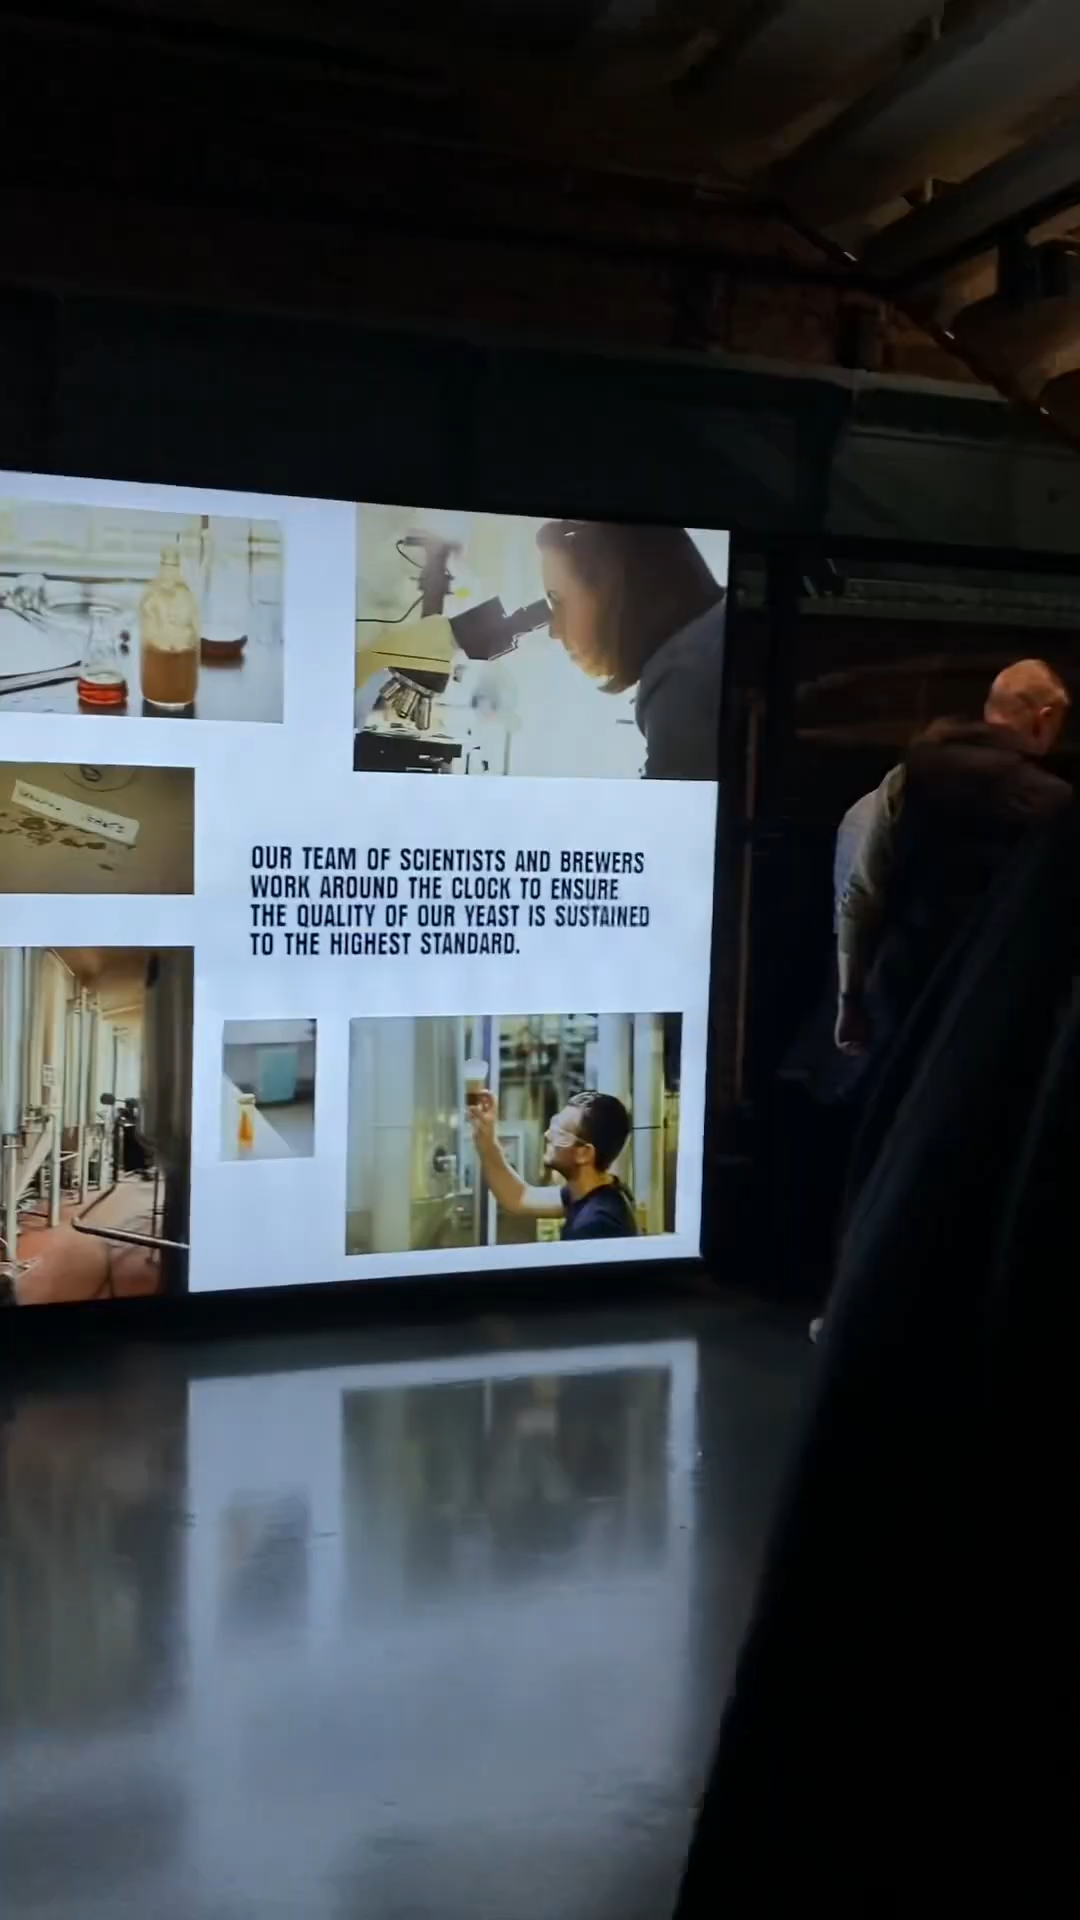 OUR TEAM OF SCIENTISTS AND BREWERS
WORK AROUND THE CLOCK TO ENSURE
THE QUALITY OF OUR YEAST IS SUSTAINED
TO THE HIGHEST STANDARD.